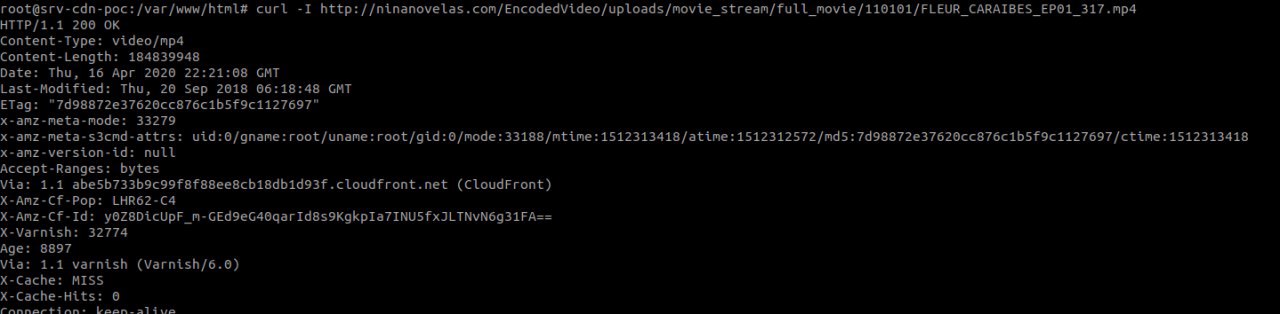 root@srv-cdn-poc:/var/www/html# curl -I http://ninanovelas.com/EncodedVideo/uploads/movie_stream/full_movie/110101/FLEUR_CARAIBES_EP01_317.mp4
HTTP/1.1 200 OK
Content-Type: video/mp4
Content-Length: 184839948
Date: Thu, 16 Apr 2020 22:21:08 GMT
Last-Modified: Thu, 20 Sep 2018 06:18:48 GMT
ETag: "7d98872e37620cc876c1b5f9c1127697"
x-amz-meta-mode: 33279
x-amz-meta-s3cmd-attrs: uid:0/gname:root/uname:root/gid:0/mode:33188/mtime:1512313418/atime:1512312572/md5:7d98872e37620cc876c1b5f9c1127697/ctime:1512313418
x-amz-version-id: null
Accept-Ranges: bytes
Via: 1.1 abe5b733b9c99f8f88ee8cb18db1d93f.cloudfront.net (CloudFront)
X-Amz-Cf-Pop: LHR62-C4
X-Amz-Cf-Id: y0Z8DicUpF_m-GEd9eG40qarId8s9KgkpIa7INU5fxJLTNvN6g31FA==
X-Varnish: 32774
Age: 8897
Via: 1.1 varnish (Varnish/6.0)
X-Cache: MISS
X-Cache-Hits: 0
Connection: keep-alive